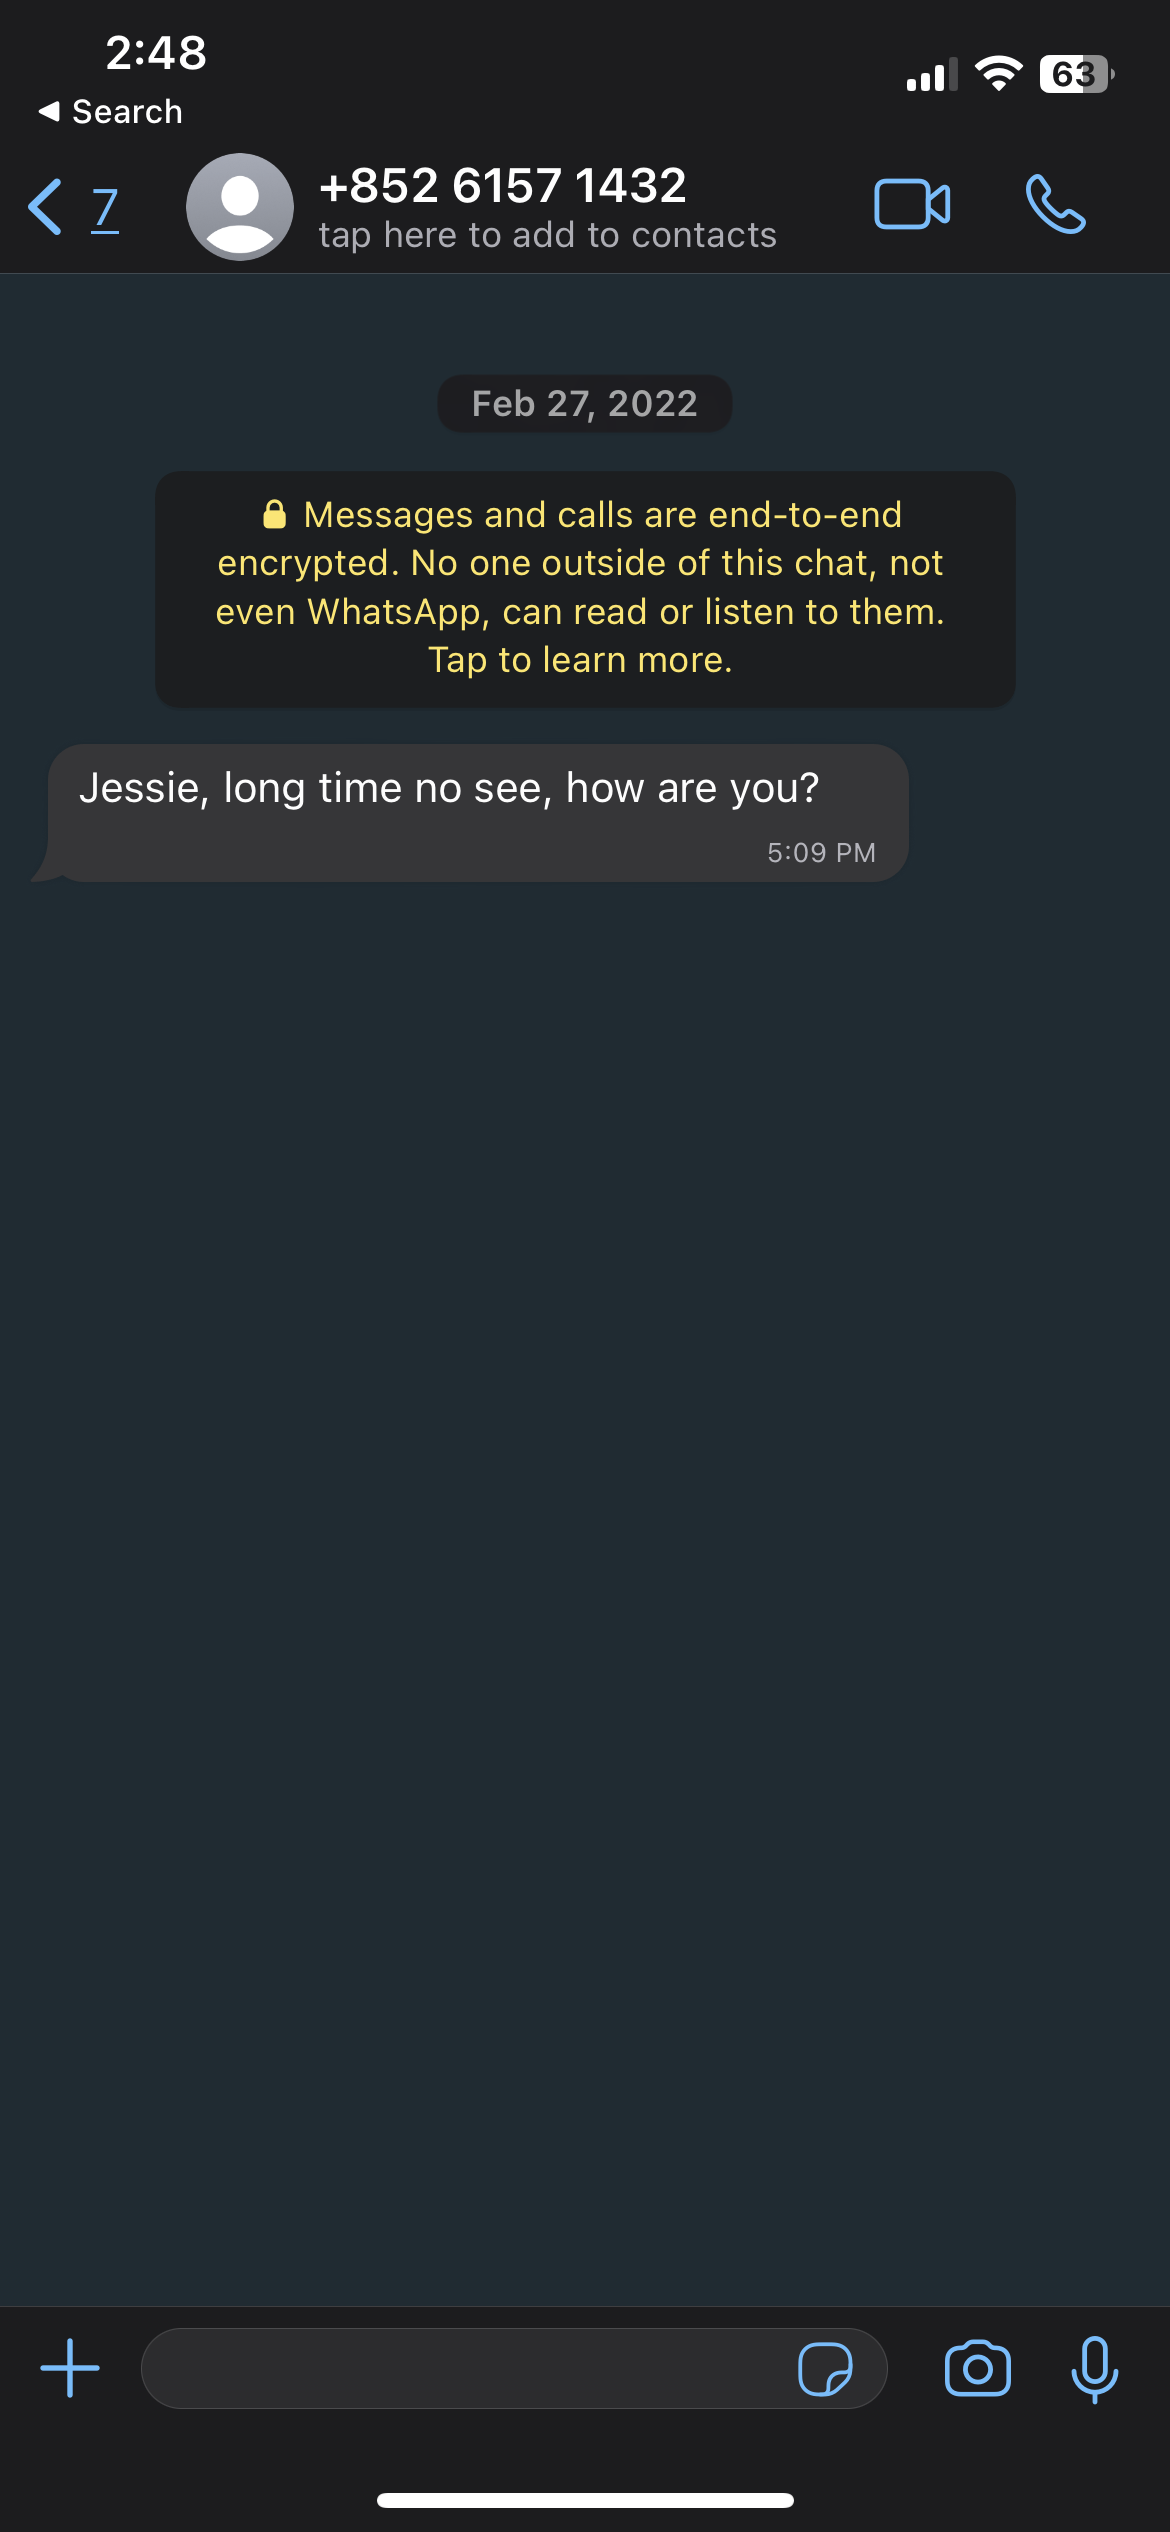 2:48
63
◀ Search
7
+852 6157 1432
tap here to add to contacts
Feb 27, 2022
Messages and calls are end-to-end
encrypted. No one outside of this chat, not
even WhatsApp, can read or listen to them.
Tap to learn more.
Jessie, long time no see, how are you?
5:09 PM